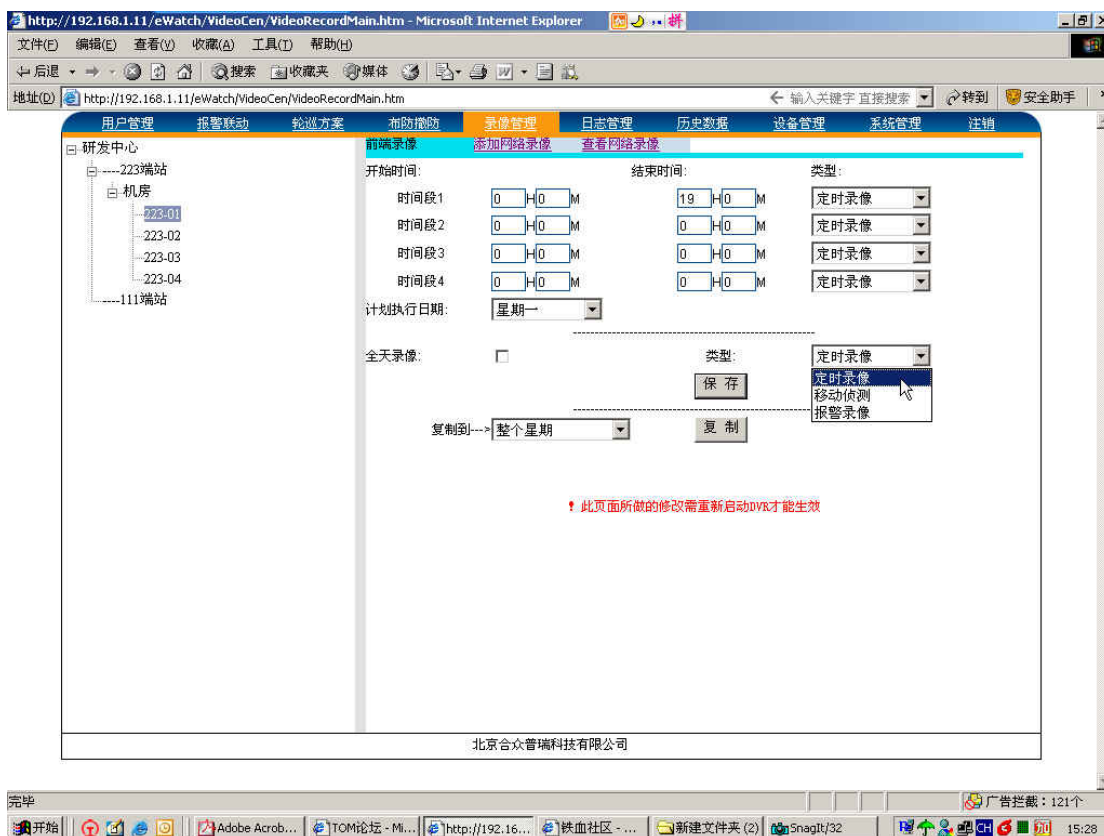 http://192.168.1.11/eWatch/VideoCen/VideoRecordMain.htm - Microsoft Internet Explorer 拼
文件(F) 编辑(E) 查看(V) 收藏(A) 工具(T) 帮助(H)
后退 搜索 收藏夹 媒体
地址(D) http://192.168.1.11/eWatch/VideoCen/VideoRecordMain.htm 输入关键字 直接搜索 转到 安全助手
用户管理 报警联动 轮巡方案 布防撤防 录像管理 日志管理 历史数据 设备管理 系统管理 注销
研发中心
----223端站
机房
223-01
223-02
223-03
223-04
----111端站
前端录像 添加网络录像 查看网络录像
开始时间: 结束时间: 类型:
时间段1 0 H 0 M 19 H 0 M 定时录像
时间段2 0 H 0 M 0 H 0 M 定时录像
时间段3 0 H 0 M 0 H 0 M 定时录像
时间段4 0 H 0 M 0 H 0 M 定时录像
计划执行日期: 星期一
全天录像: 类型: 定时录像
定时录像
移动侦测
报警录像
保 存
复制到---> 整个星期 复 制
! 此页面所做的修改需重新启动DVR才能生效
北京合众普瑞科技有限公司
完毕 广告拦截：121个
开始 Adobe Acrob... TOM论坛 - Mi... http://192.16... 铁血社区 - ... 新建文件夹 (2) SnagIt/32 CH 15:28